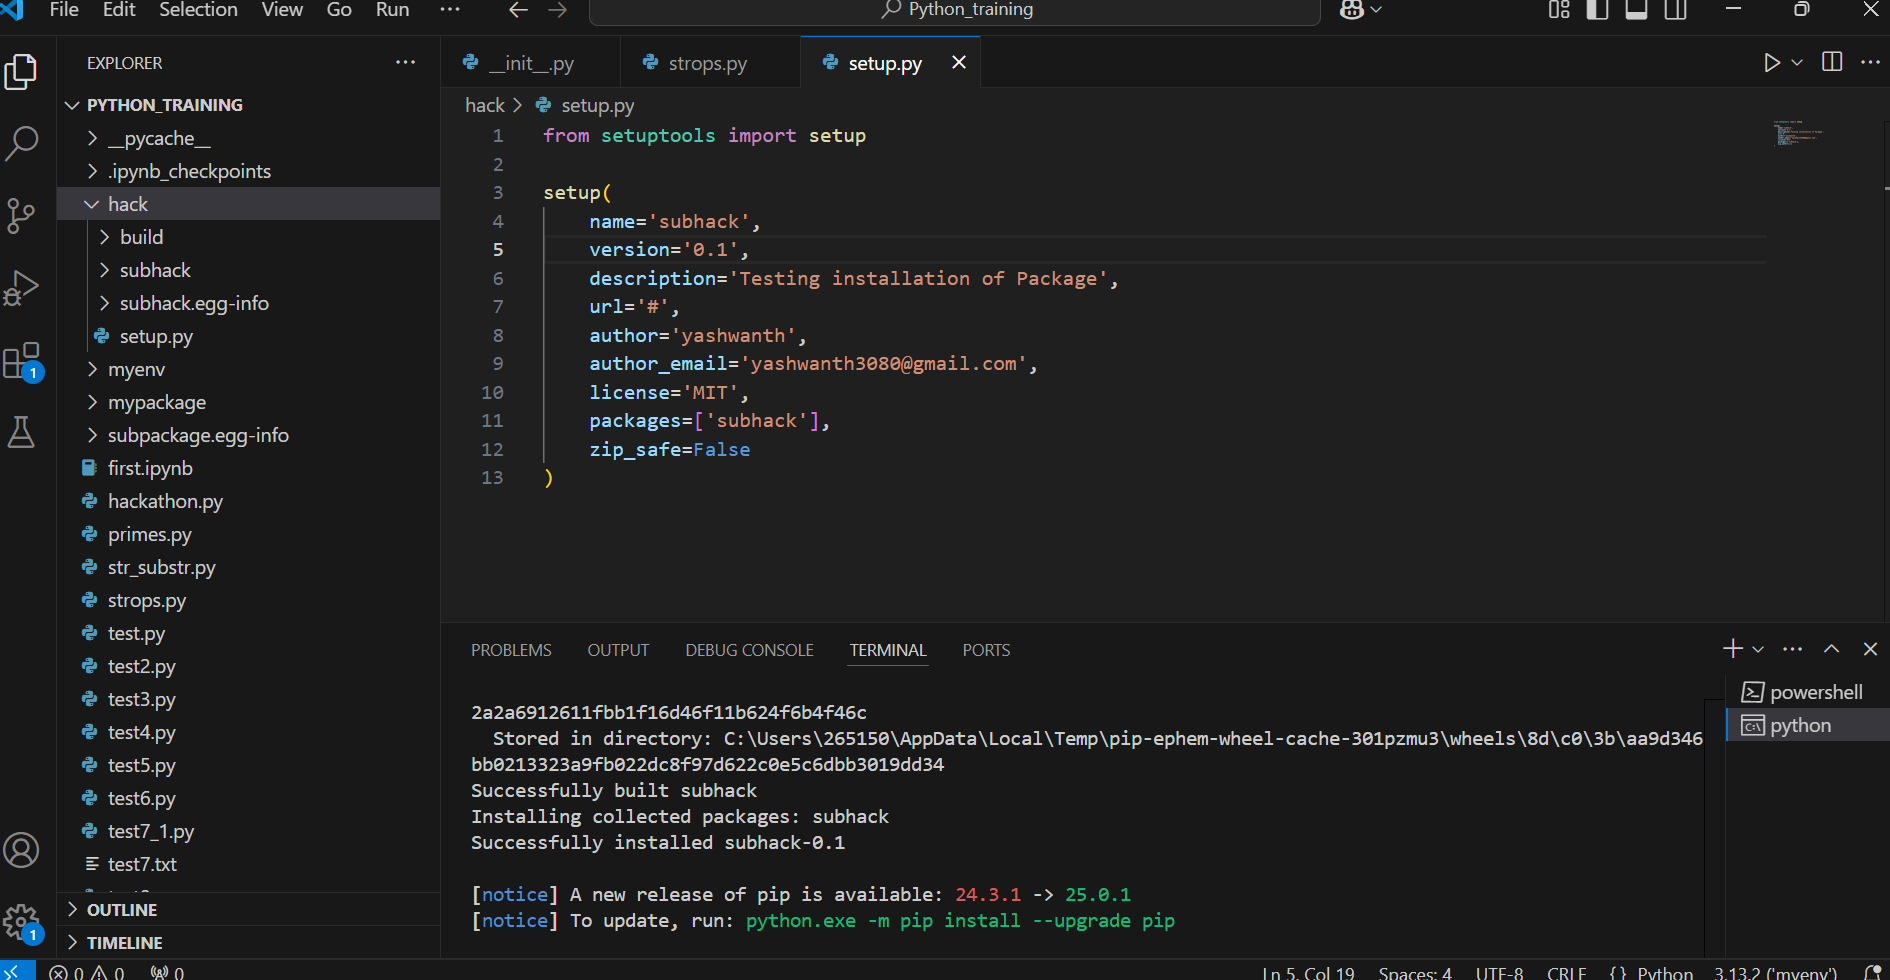 File Edit Selection View Go Run ··· Python_training
EXPLORER ···
PYTHON_TRAINING
__pycache__
.ipynb_checkpoints
hack
build
subhack
subhack.egg-info
setup.py
myenv
mypackage
subpackage.egg-info
first.ipynb
hackathon.py
primes.py
str_substr.py
strops.py
test.py
test2.py
test3.py
test4.py
test5.py
test6.py
test7_1.py
test7.txt
OUTLINE
TIMELINE
1
1
__init__.py strops.py setup.py
hack > setup.py
1 from setuptools import setup
2
3 setup(
4 name='subhack',
5 version='0.1',
6 description='Testing installation of Package',
7 url='#',
8 author='yashwanth',
9 author_email='yashwanth3080@gmail.com',
10 license='MIT',
11 packages=['subhack'],
12 zip_safe=False
13 )
PROBLEMS OUTPUT DEBUG CONSOLE TERMINAL PORTS
2a2a6912611fbb1f16d46f11b624f6b4f46c
Stored in directory: C:\Users\265150\AppData\Local\Temp\pip-ephem-wheel-cache-301pzmu3\wheels\8d\c0\3b\aa9d346
bb0213323a9fb022dc8f97d622c0e5c6dbb3019dd34
Successfully built subhack
Installing collected packages: subhack
Successfully installed subhack-0.1
[notice] A new release of pip is available: 24.3.1 -> 25.0.1
[notice] To update, run: python.exe -m pip install --upgrade pip
powershell
python
0 0 0 Ln 5, Col 19 Spaces: 4 UTF-8 CRLF {} Python 3.13.2 ('myenv')